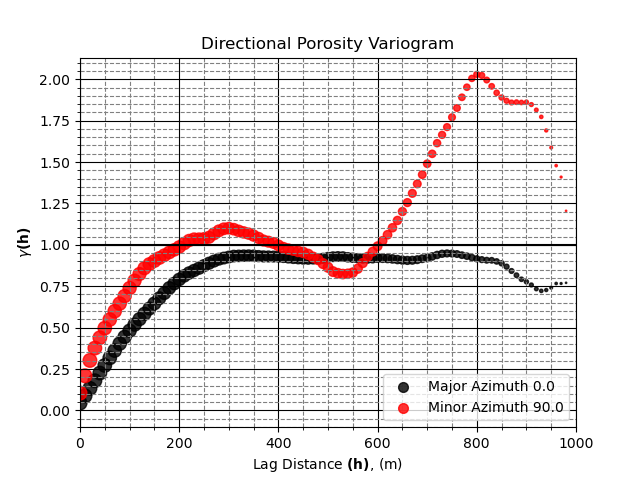 Directional Porosity Variogram
2.00
1.75
1.50
1.25
1.00
0.75
0.50
0.25
0.00
γ(h)
Major Azimuth 0.0
Minor Azimuth 90.0
0 200 400 600 800 1000
Lag Distance (h), (m)